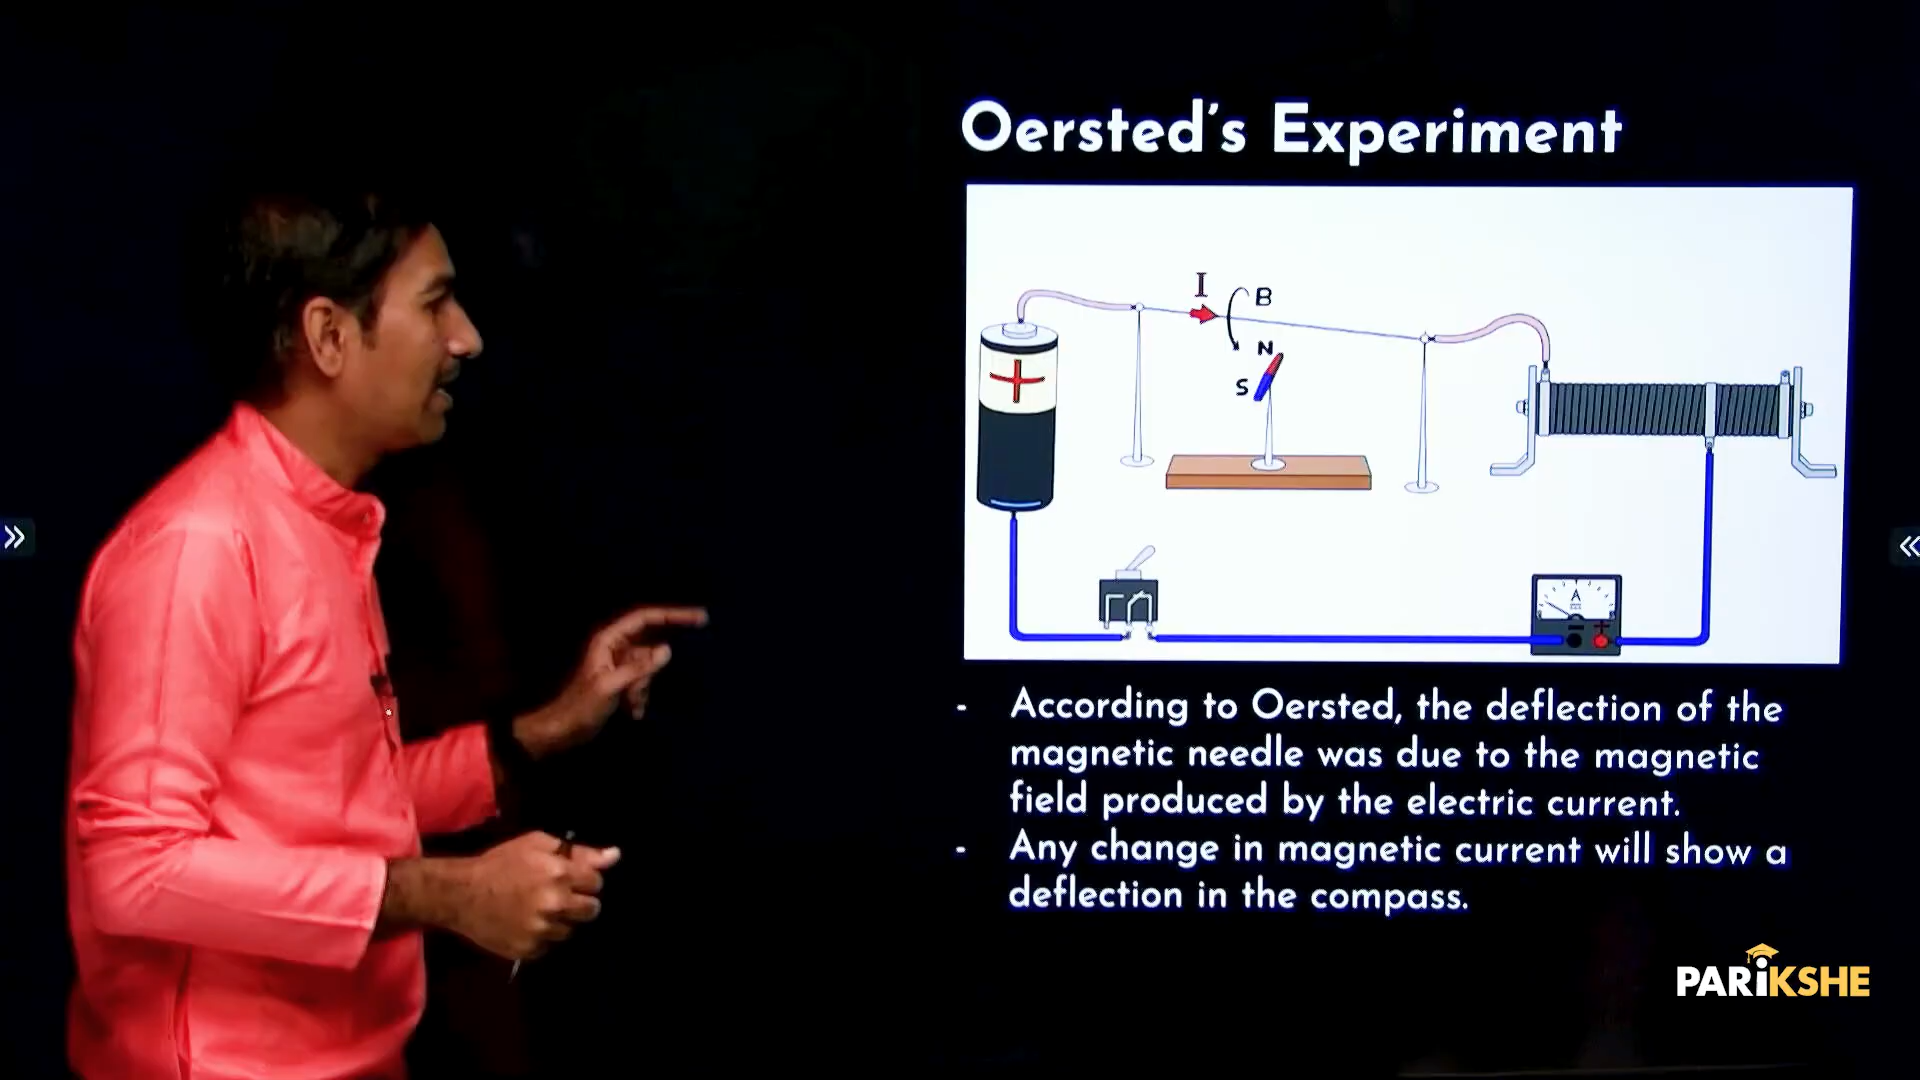 Oersted's Experiment
I
B
N
S
A
- According to Oersted, the deflection of the
magnetic needle was due to the magnetic
field produced by the electric current.
- Any change in magnetic current will show a
deflection in the compass.
PARiKSHE